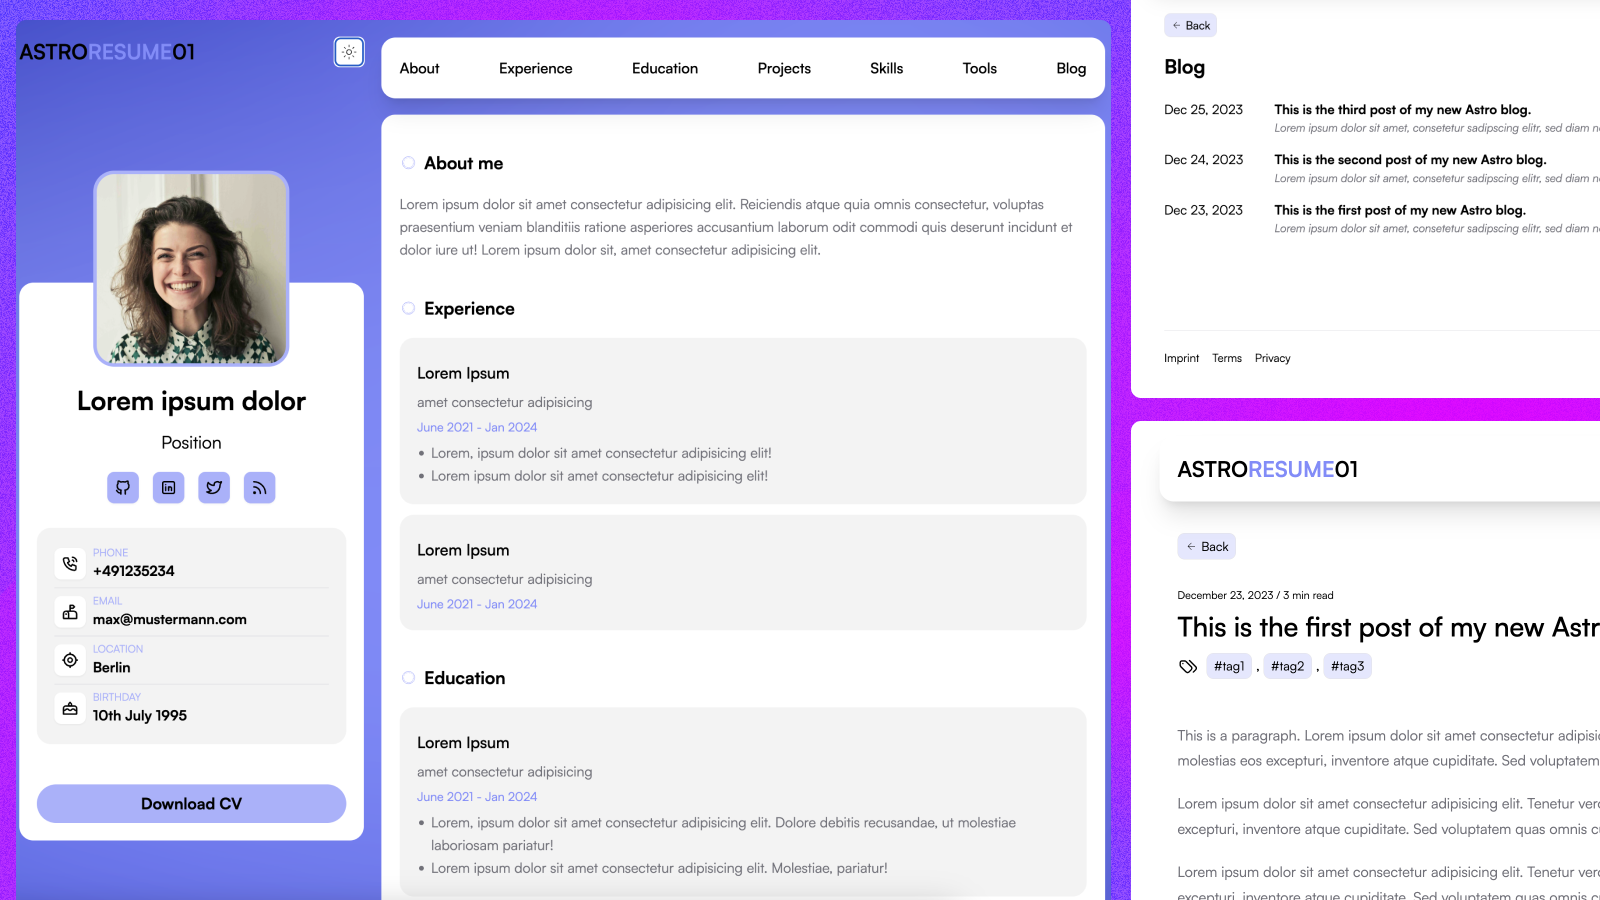 ASTRORESUME01
About Experience Education Projects Skills Tools Blog
Lorem ipsum dolor
Position
PHONE
+491235234
EMAIL
max@mustermann.com
LOCATION
Berlin
BIRTHDAY
10th July 1995
Download CV
About me
Lorem ipsum dolor sit amet consectetur adipisicing elit. Reiciendis atque quia omnis consectetur, voluptas
praesentium veniam blanditiis ratione asperiores accusantium laborum odit commodi quis deserunt incidunt et
dolor iure ut! Lorem ipsum dolor sit, amet consectetur adipisicing elit.
Experience
Lorem Ipsum
amet consectetur adipisicing
June 2021 - Jan 2024
• Lorem, ipsum dolor sit amet consectetur adipisicing elit!
• Lorem ipsum dolor sit amet consectetur adipisicing elit!
Lorem Ipsum
amet consectetur adipisicing
June 2021 - Jan 2024
Education
Lorem Ipsum
amet consectetur adipisicing
June 2021 - Jan 2024
• Lorem, ipsum dolor sit amet consectetur adipisicing elit. Dolore debitis recusandae, ut molestiae
laboriosam pariatur!
• Lorem ipsum dolor sit amet consectetur adipisicing elit. Molestiae, pariatur!
← Back
Blog
Dec 25, 2023 This is the third post of my new Astro blog.
Lorem ipsum dolor sit amet, consetetur sadipscing elitr, sed diam
Dec 24, 2023 This is the second post of my new Astro blog.
Lorem ipsum dolor sit amet, consetetur sadipscing elitr, sed diam
Dec 23, 2023 This is the first post of my new Astro blog.
Lorem ipsum dolor sit amet, consetetur sadipscing elitr, sed diam
Imprint Terms Privacy
ASTRORESUME01
← Back
December 23, 2023 / 3 min read
This is the first post of my new Astr
#tag1 , #tag2 , #tag3
This is a paragraph. Lorem ipsum dolor sit amet consectetur adipisi
molestias eos excepturi, inventore atque cupiditate. Sed voluptatem
Lorem ipsum dolor sit amet consectetur adipisicing elit. Tenetur ver
excepturi, inventore atque cupiditate. Sed voluptatem quas omnis c
Lorem ipsum dolor sit amet consectetur adipisicing elit. Tenetur ver
excepturi, inventore atque cupiditate. Sed voluptatem quas omnis c